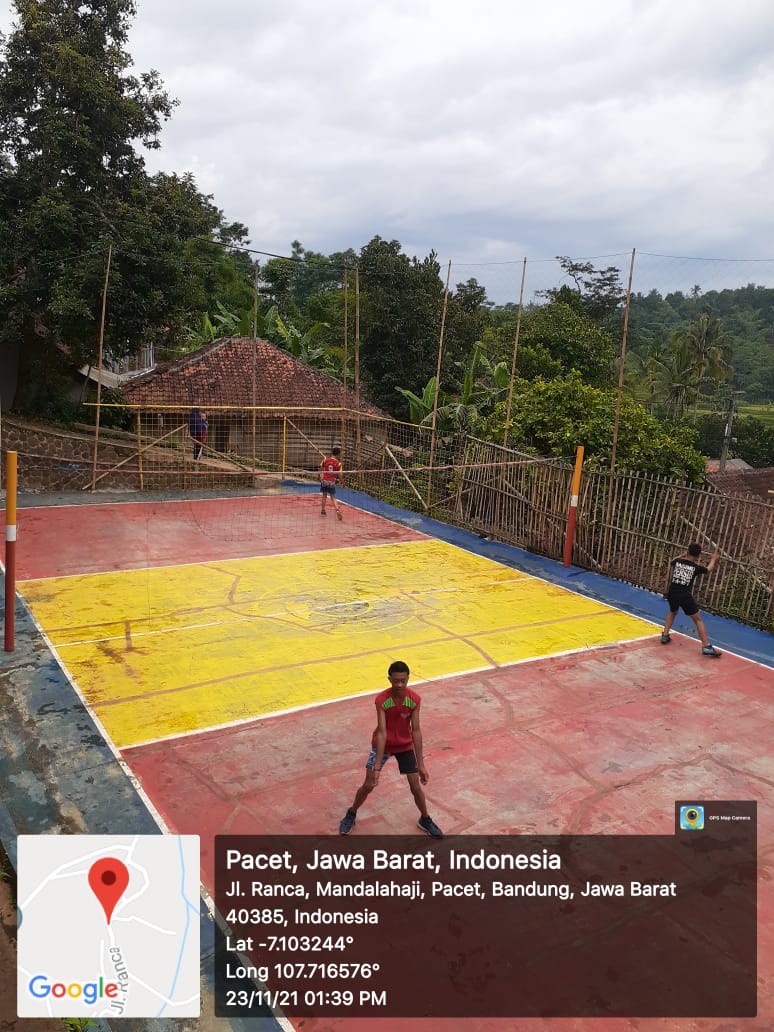 GPS Map Camera
Pacet, Jawa Barat, Indonesia
Jl. Ranca, Mandalahaji, Pacet, Bandung, Jawa Barat
40385, Indonesia
Lat -7.103244°
Long 107.716576°
23/11/21 01:39 PM
Jl. Ranca
Google